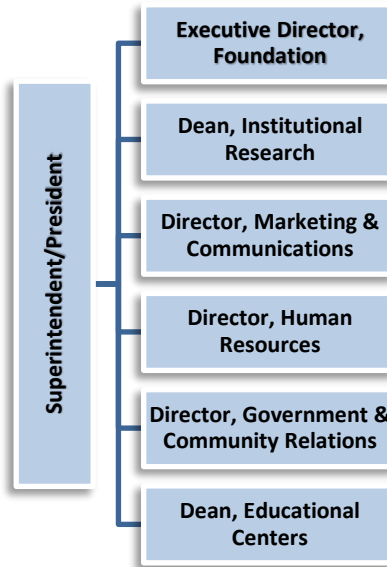 Superintendent/President
Executive Director,
Foundation
Dean, Institutional
Research
Director, Marketing &
Communications
Director, Human
Resources
Director, Government &
Community Relations
Dean, Educational
Centers